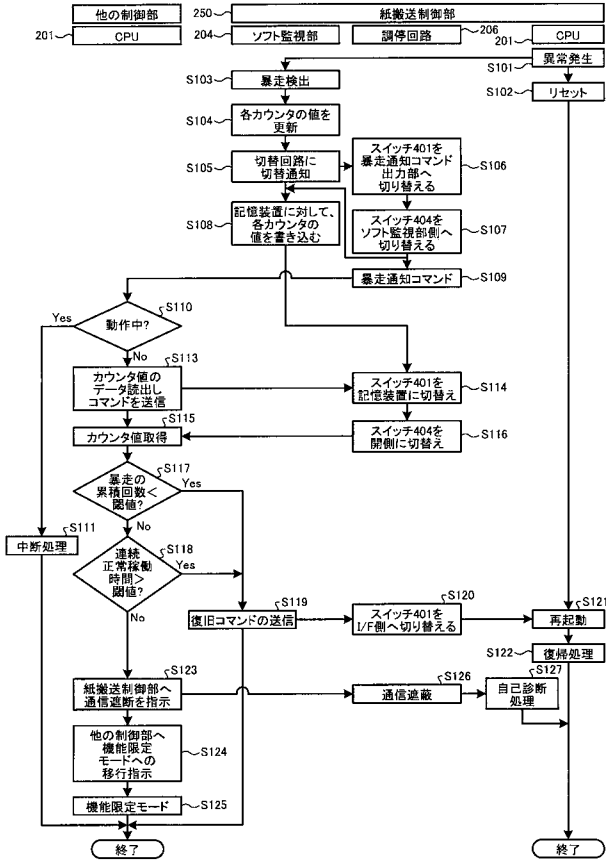 他の制御部
250
紙搬送制御部
201
CPU
204
ソフト監視部
調停回路
206
201
CPU
S101
異常発生
S103
暴走検出
S102
リセット
S104
各カウンタの値を
更新
S105
切替回路に
切替通知
スイッチ401を
暴走通知コマンド
出力部へ
切り替える
S106
S108
記憶装置に対して、
各カウンタの
値を書き込む
スイッチ404を
ソフト監視部側へ
切り替える
S107
暴走通知コマンド
S109
S110
Yes
動作中?
No
S113
カウンタ値の
データ読出し
コマンドを送信
スイッチ401を
記憶装置に切替え
S114
S115
カウンタ値取得
スイッチ404を
開側に切替え
S116
S117
暴走の
累積回数<
閾値?
Yes
No
S111
中断処理
S118
連続
正常稼働
時間>
閾値?
Yes
No
S119
復旧コマンドの送信
S120
スイッチ401を
I/F側へ切り替える
S121
再起動
S122
復帰処理
S123
紙搬送制御部へ
通信遮断を指示
S126
通信遮蔽
S127
自己診断
処理
他の制御部へ
機能限定
モードへの
移行指示
S124
機能限定モード
S125
終了
終了